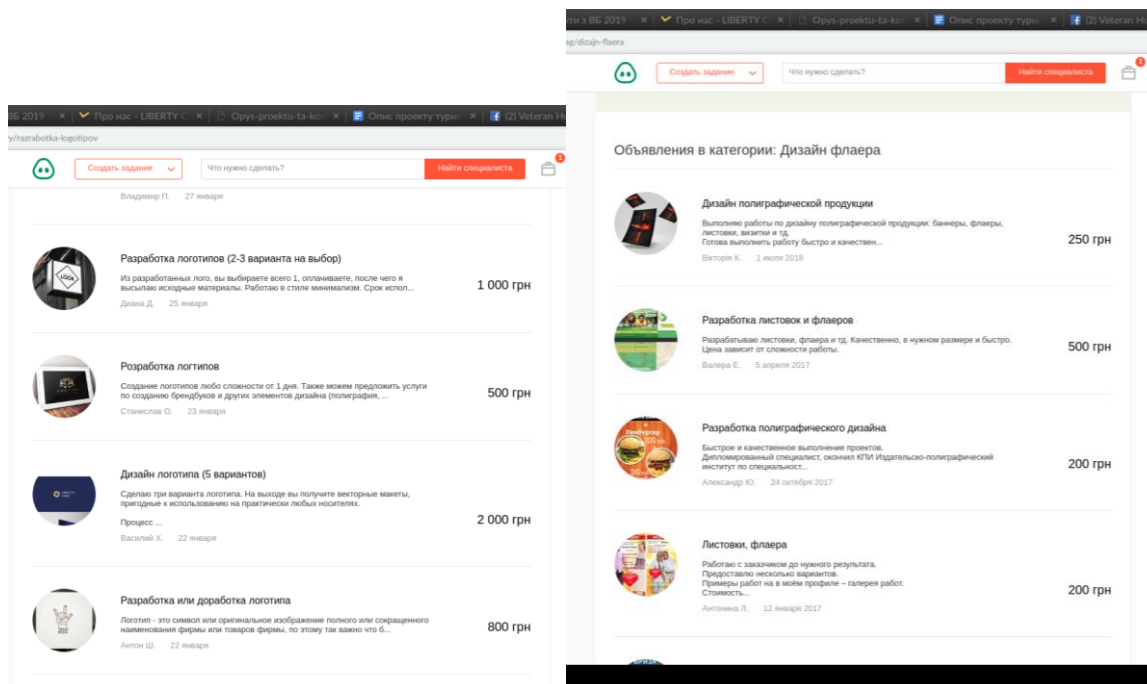 ВБ 2019
Про нас - LIBERTY C
Opys-proektu-ta-kos
Опис проекту турис
(2) Veteran Hu
y/razrabotka-logotipov
Создать задание
Что нужно сделать?
Найти специалиста
Владимир П. 27 января
Разработка логотипов (2-3 варианта на выбор)
Из разработанных лого, вы выбираете всего 1, оплачиваете, после чего я
высылаю исходные материалы. Работаю в стиле минимализм. Срок испол...
1 000 грн
Диана Д. 25 января
LOOK
Розработка логтипов
Создание логотипов любо сложности от 1 дня. Также можем предложить услуги
по созданию брендбуков и других элементов дизайна (полиграфия, ...
500 грн
Станислав О. 23 января
Дизайн логотипа (5 вариантов)
Сделаю три варианта логотипа. На выходе вы получите векторные макеты,
пригодные к использованию на практически любых носителях.
Процесс ...
2 000 грн
Василий Х. 22 января
Разработка или доработка логотипа
Логотип - это символ или оригинальное изображение полного или сокращенного
наименования фирмы или товаров фирмы, по этому так важно что б...
800 грн
Антон Ш. 22 января
ти з ВБ 2019
Про нас - LIBERTY C
Opys-proektu-ta-kos
Опис проекту турис
(2) Veteran Hu
ag/dizajn-flaera
Создать задание
Что нужно сделать?
Найти специалиста
Объявления в категории: Дизайн флаера
Дизайн полиграфической продукции
Выполняю работы по дизайну полиграфической продукции: баннеры, флаеры,
листовки, визитки и тд.
Готова выполнить работу быстро и качествен...
250 грн
Вікторія К. 1 июля 2018
Разработка листовок и флаеров
Разрабатываю листовки, флаера и тд. Качественно, в нужном размере и быстро.
Цена зависит от сложности работы.
500 грн
Валера Е. 5 апреля 2017
Разработка полиграфического дизайна
Быстрое и качественное выполнение проектов.
Дипломированный специалист, окончил КПИ Издательско-полиграфический
институт по специальност...
200 грн
Александр Ю. 24 октября 2017
Гамбургер
Листовки, флаера
Работаю с заказчиком до нужного результата.
Предоставлю несколько вариантов.
Примеры работ на в моём профиле – галерея работ.
Стоимость...
200 грн
Антонина Л. 12 января 2017